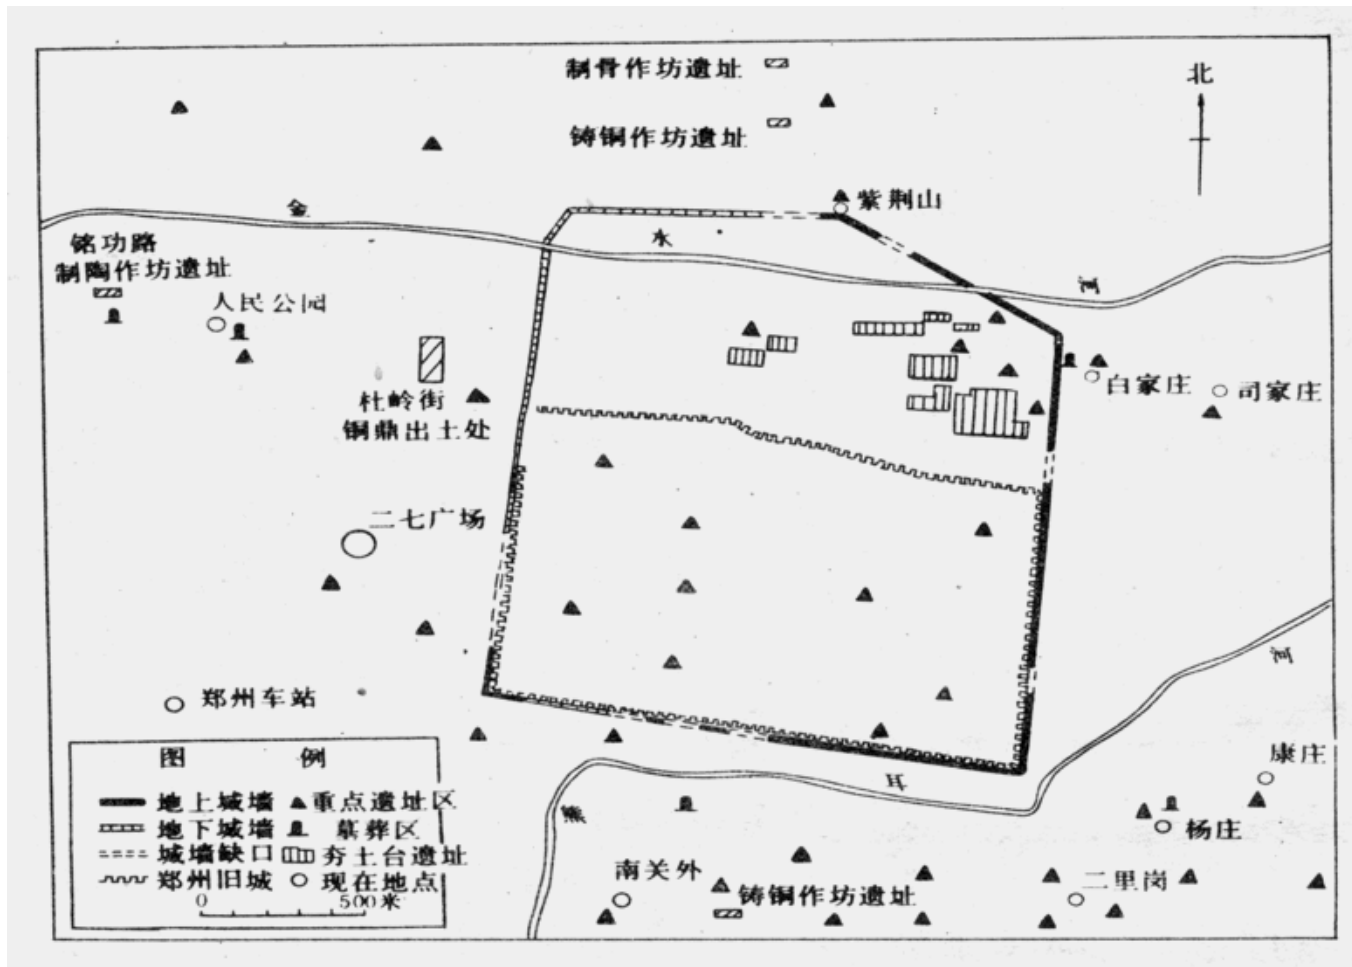 制骨作坊遗址
北
铸铜作坊遗址
紫荆山
金
水
河
铭功路
制陶作坊遗址
人民公园
白家庄
司家庄
杜岭街
铜鼎出土处
二七广场
郑州车站
河
康庄
耳
熊
杨庄
南关外
铸铜作坊遗址
二里岗
图 例
地上城墙 重点遗址区
地下城墙 墓葬区
城墙缺口 夯土台遗址
郑州旧城 现在地点
0 500米